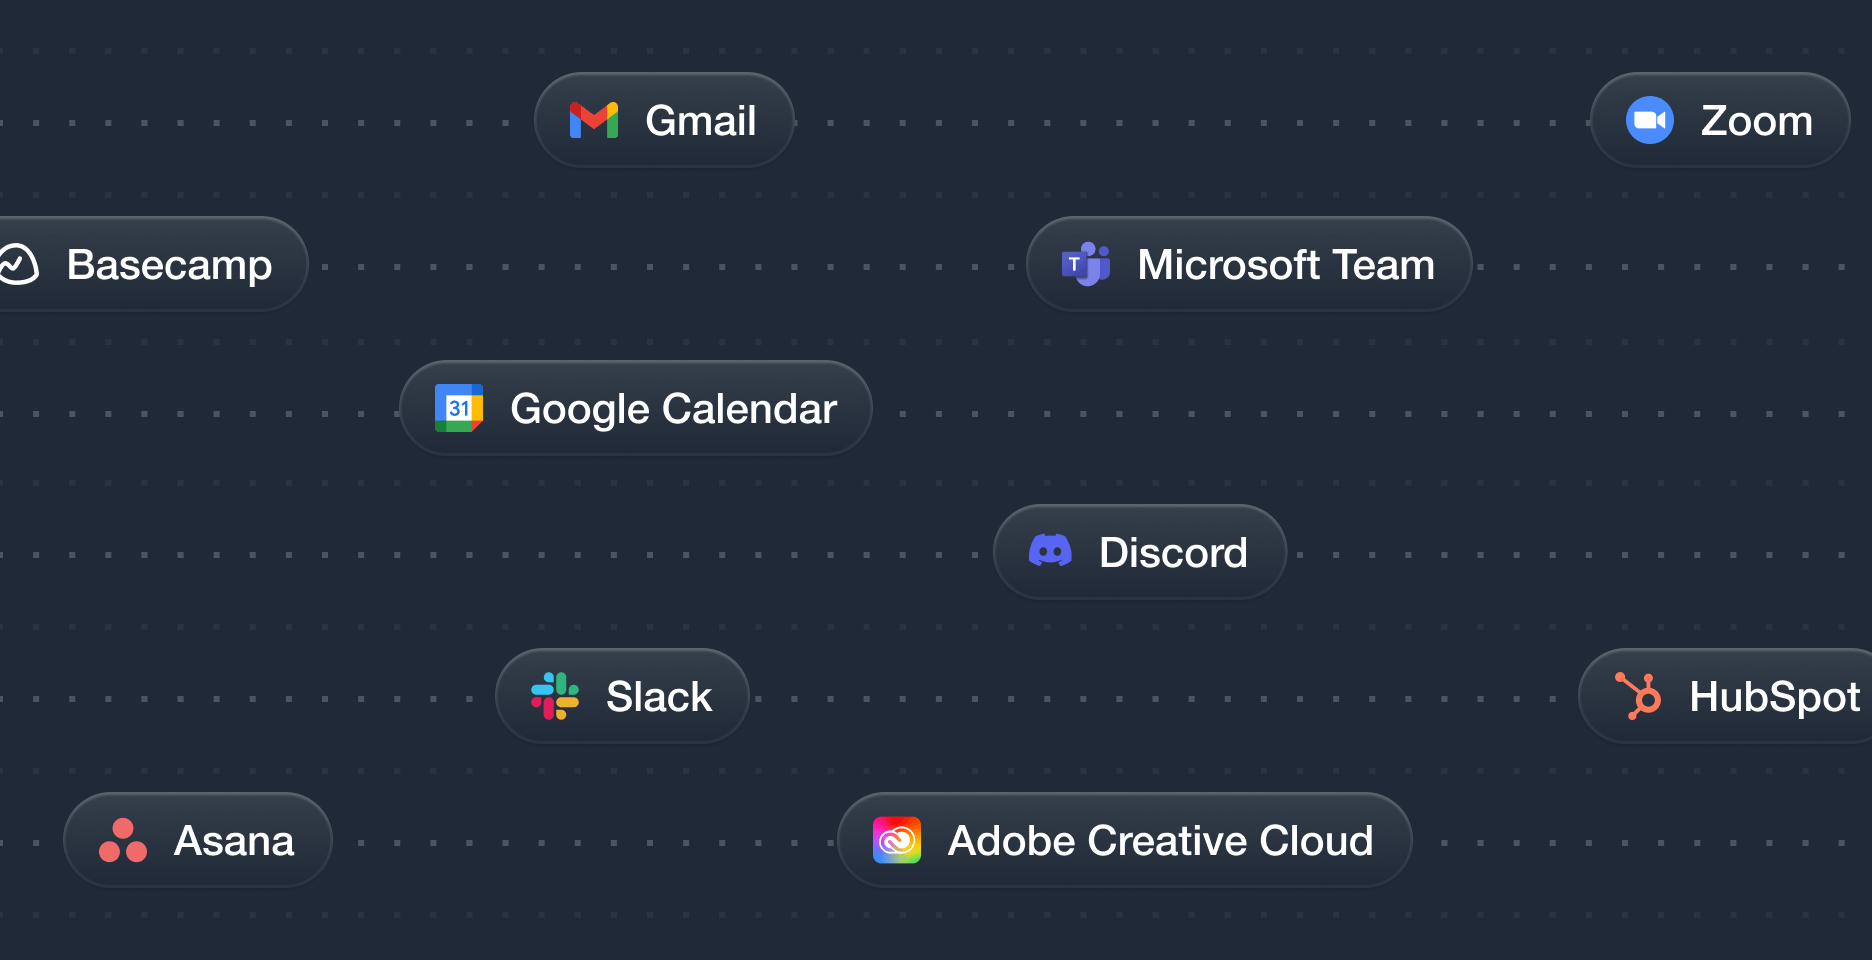 Gmail
Zoom
Basecamp
T
Microsoft Team
31
Google Calendar
Discord
Slack
HubSpot
Asana
Adobe Creative Cloud